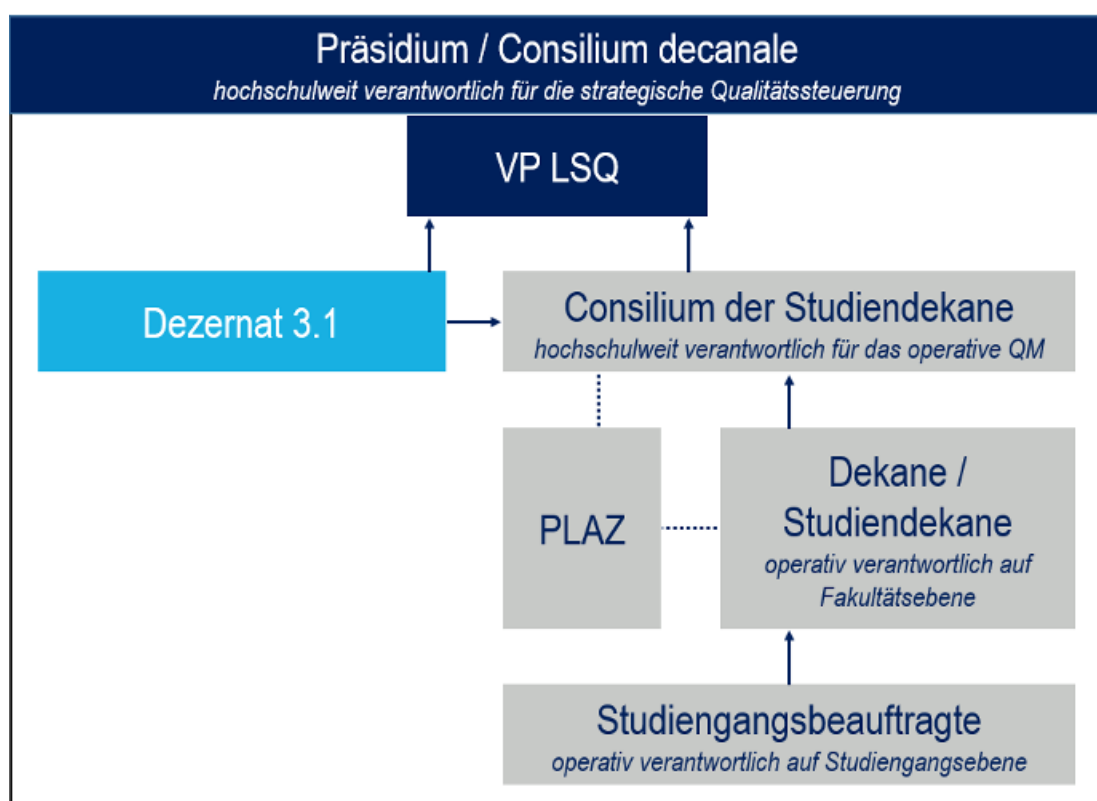 Präsidium / Consilium decanale
hochschulweit verantwortlich für die strategische Qualitätssteuerung
VP LSQ
Dezernat 3.1
Consilium der Studiendekane
hochschulweit verantwortlich für das operative QM
PLAZ
Dekane /
Studiendekane
operativ verantwortlich auf
Fakultätsebene
Studiengangsbeauftragte
operativ verantwortlich auf Studiengangsebene